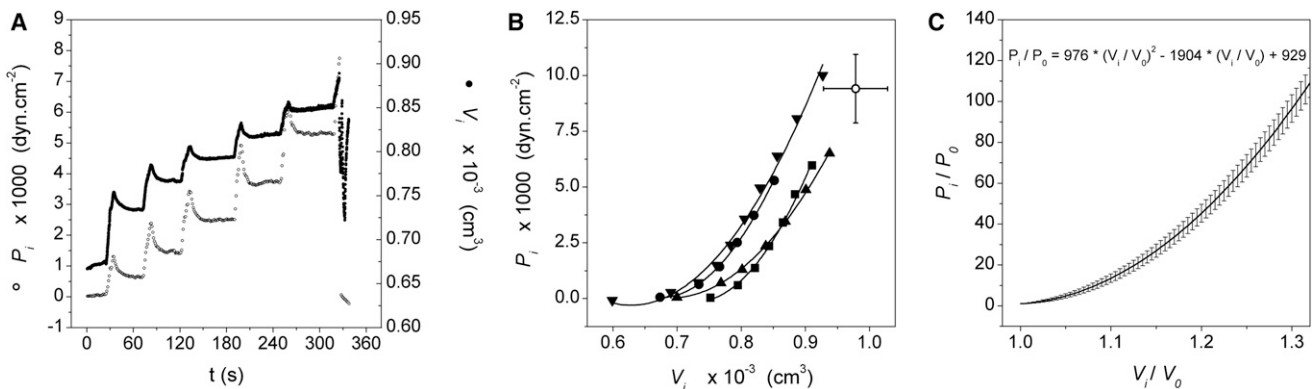 A
9
8
7
6
5
4
3
2
1
0
-1
0 60 120 180 240 300 360
t (s)
○ P_i x 1000 (dyn.cm⁻²)
0.95
0.90
0.85
0.80
0.75
0.70
0.65
0.60
● V_i x 10⁻³ (cm³)
B
12.5
10.0
7.5
5.0
2.5
0.0
0.6 0.7 0.8 0.9 1.0
V_i x 10⁻³ (cm³)
P_i x 1000 (dyn.cm⁻²)
C
140
120
100
80
60
40
20
0
1.0 1.1 1.2 1.3
V_i / V_0
P_i / P_0
P_i / P_0 = 976 * (V_i / V_0)² - 1904 * (V_i / V_0) + 929